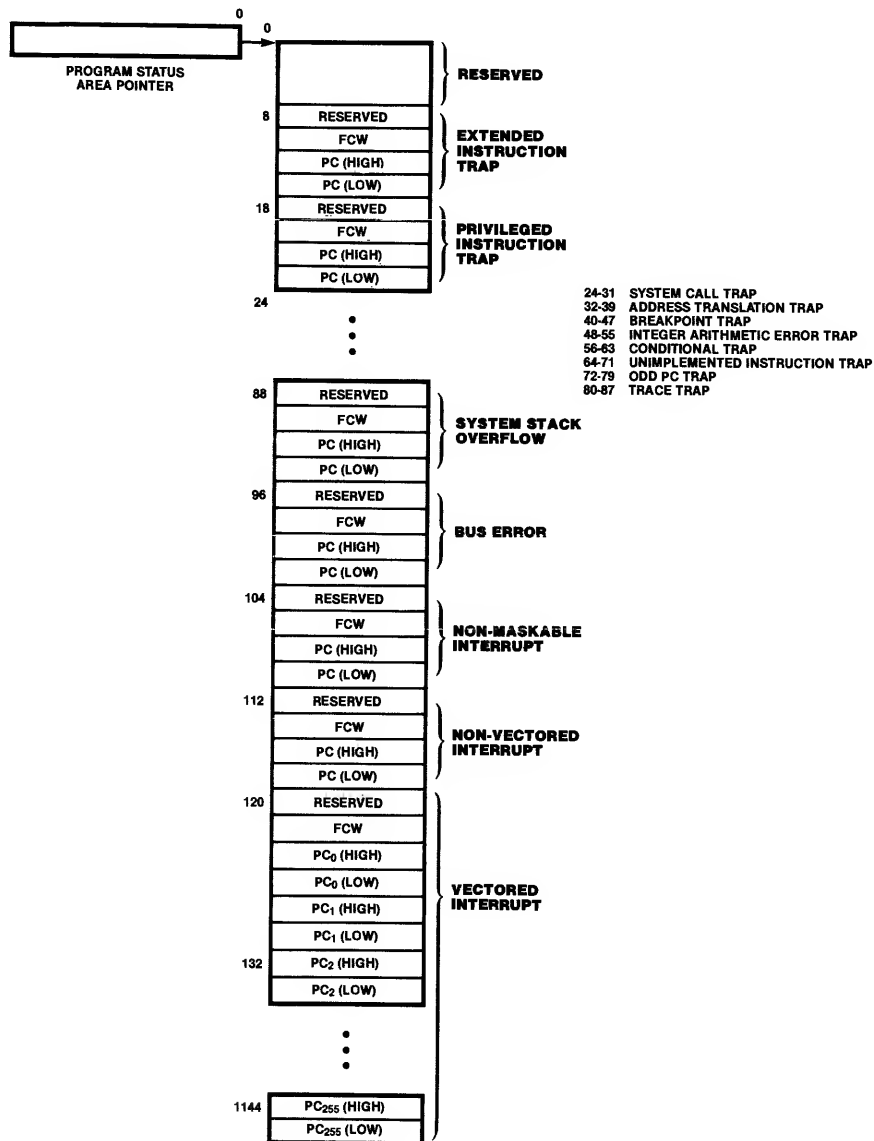 0
0
PROGRAM STATUS
AREA POINTER
RESERVED
8
RESERVED
FCW
PC (HIGH)
PC (LOW)
EXTENDED
INSTRUCTION
TRAP
18
RESERVED
FCW
PC (HIGH)
PC (LOW)
PRIVILEGED
INSTRUCTION
TRAP
24
24-31 SYSTEM CALL TRAP
32-39 ADDRESS TRANSLATION TRAP
40-47 BREAKPOINT TRAP
48-55 INTEGER ARITHMETIC ERROR TRAP
56-63 CONDITIONAL TRAP
64-71 UNIMPLEMENTED INSTRUCTION TRAP
72-79 ODD PC TRAP
80-87 TRACE TRAP
88
RESERVED
FCW
PC (HIGH)
PC (LOW)
SYSTEM STACK
OVERFLOW
96
RESERVED
FCW
PC (HIGH)
PC (LOW)
BUS ERROR
104
RESERVED
FCW
PC (HIGH)
PC (LOW)
NON-MASKABLE
INTERRUPT
112
RESERVED
FCW
PC (HIGH)
PC (LOW)
NON-VECTORED
INTERRUPT
120
RESERVED
FCW
PC0 (HIGH)
PC0 (LOW)
PC1 (HIGH)
PC1 (LOW)
132
PC2 (HIGH)
PC2 (LOW)
VECTORED
INTERRUPT
1144
PC255 (HIGH)
PC255 (LOW)